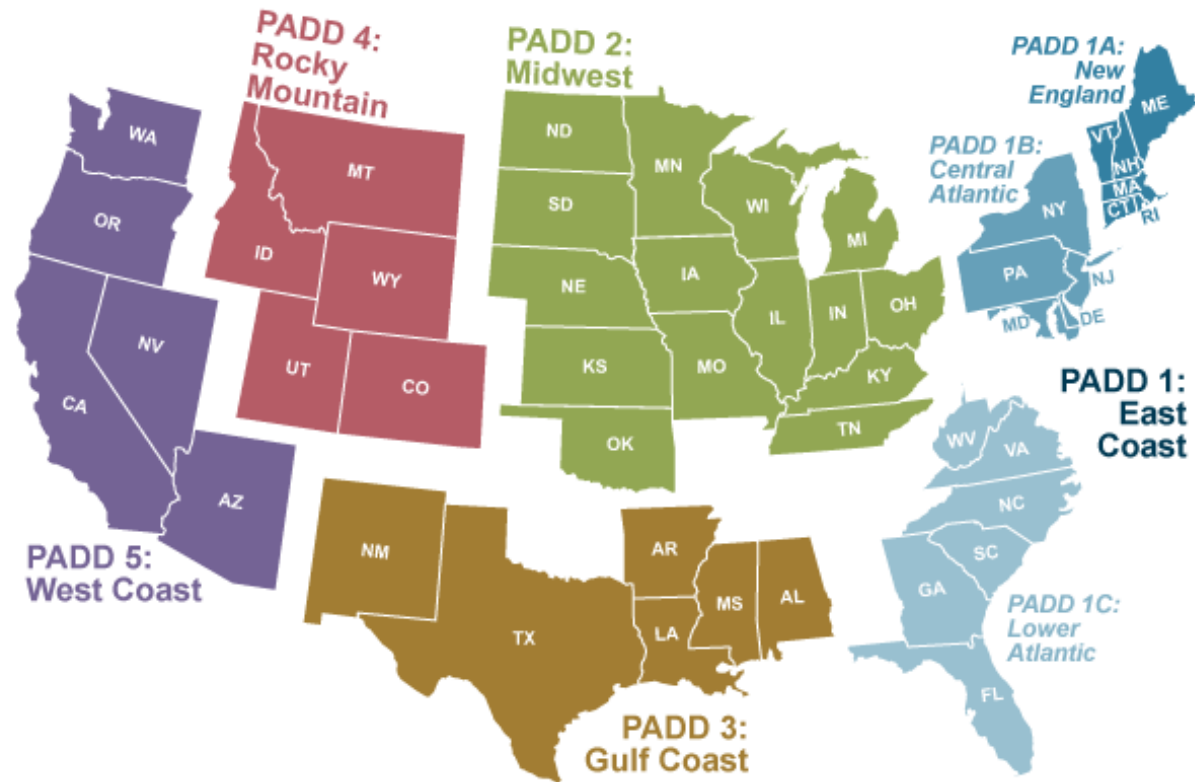 PADD 4:
Rocky
Mountain
PADD 2:
Midwest
PADD 1A:
New
England
PADD 1B:
Central
Atlantic
PADD 1:
East
Coast
PADD 5:
West Coast
PADD 3:
Gulf Coast
PADD 1C:
Lower
Atlantic
WA
OR
CA
NV
AZ
MT
ID
WY
UT
CO
ND
SD
NE
KS
OK
MN
IA
MO
WI
IL
MI
IN
OH
KY
TN
NM
TX
AR
LA
MS
AL
ME
VT
NH
MA
CT
RI
NY
PA
NJ
MD
DE
WV
VA
NC
SC
GA
FL